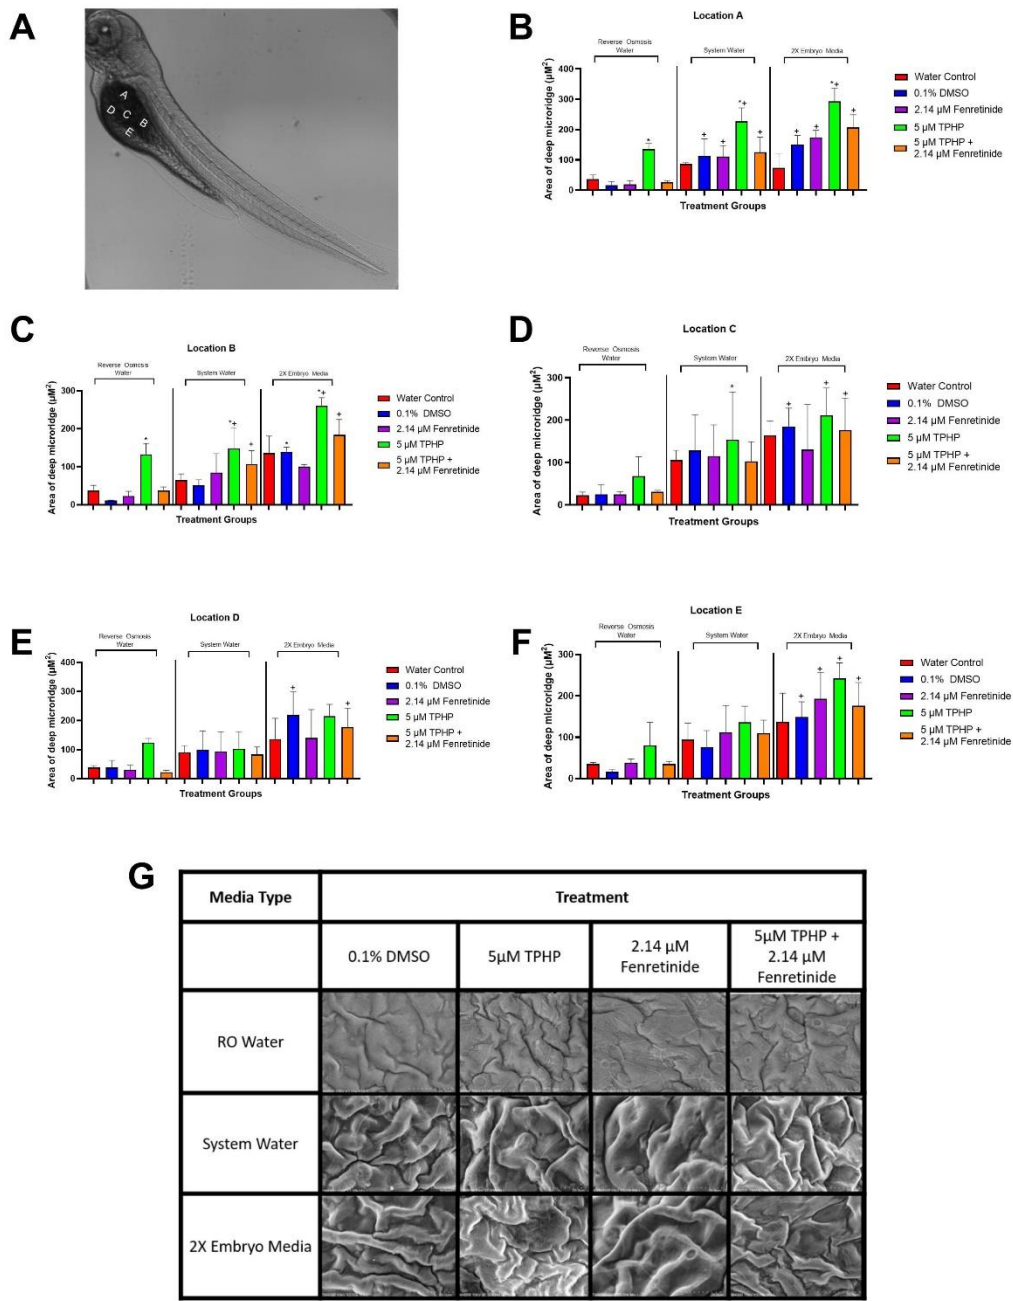 A
A
D
C
B
E
B
Location A
Reverse Osmosis
Water
System Water
2X Embryo Media
Area of deep microridge (µM²)
400
300
200
100
0
*
+
+
*+
+
+
+
*+
+
Treatment Groups
Water Control
0.1% DMSO
2.14 µM Fenretinide
5 µM TPHP
5 µM TPHP +
2.14 µM Fenretinide
C
Location B
Reverse Osmosis
Water
System Water
2X Embryo Media
Area of deep microridge (µM²)
300
200
100
0
*
*+
+
*
*+
+
Treatment Groups
Water Control
0.1% DMSO
2.14 µM Fenretinide
5 µM TPHP
5 µM TPHP +
2.14 µM Fenretinide
D
Location C
Reverse Osmosis
Water
System Water
2X Embryo Media
Area of deep microridge (µM²)
300
200
100
0
*
+
+
+
Treatment Groups
Water Control
0.1% DMSO
2.14 µM Fenretinide
5 µM TPHP
5 µM TPHP +
2.14 µM Fenretinide
E
Location D
Reverse Osmosis
Water
System Water
2X Embryo Media
Area of deep microridge (µM²)
400
300
200
100
0
+
+
Treatment Groups
Water Control
0.1% DMSO
2.14 µM Fenretinide
5 µM TPHP
5 µM TPHP +
2.14 µM Fenretinide
F
Location E
Reverse Osmosis
Water
System Water
2X Embryo Media
Area of deep microridge (µM²)
300
200
100
0
+
+
+
+
Treatment Groups
Water Control
0.1% DMSO
2.14 µM Fenretinide
5 µM TPHP
5 µM TPHP +
2.14 µM Fenretinide
G
Media Type
Treatment
0.1% DMSO
5µM TPHP
2.14 µM
Fenretinide
5µM TPHP +
2.14 µM
Fenretinide
RO Water
System Water
2X Embryo Media